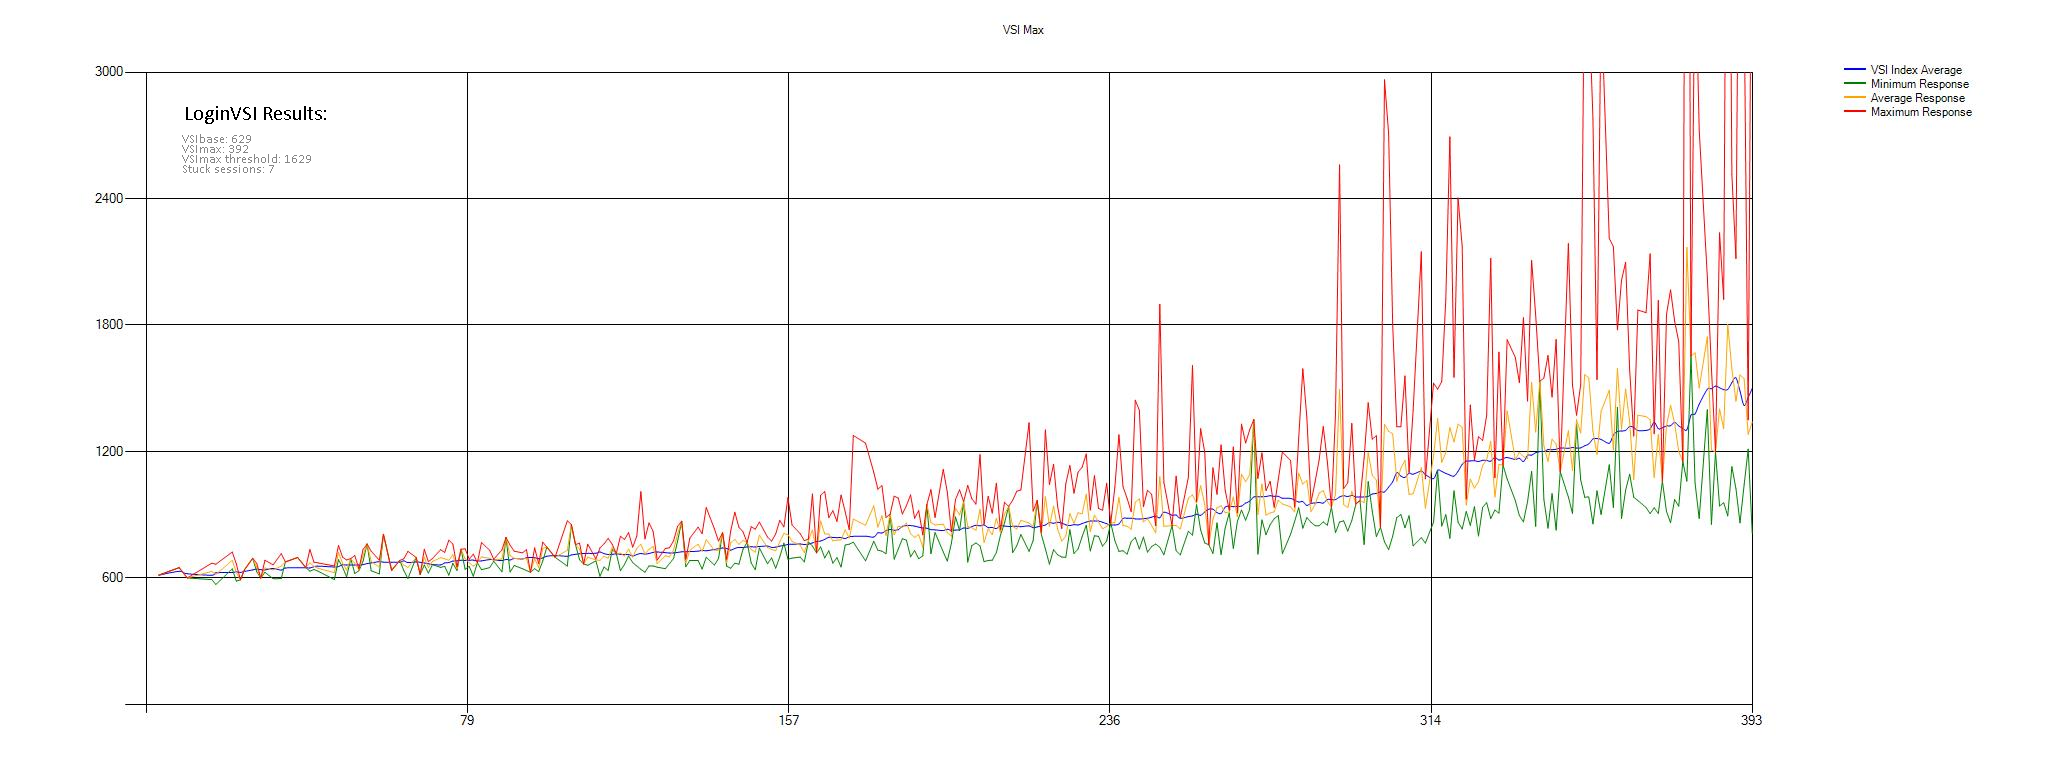 VSI Max
3000
2400
1800
1200
600
LoginVSI Results:
VSIbase: 629
VSImax: 392
VSImax threshold: 1629
Stuck sessions: 7
VSI Index Average
Minimum Response
Average Response
Maximum Response
79
157
236
314
393